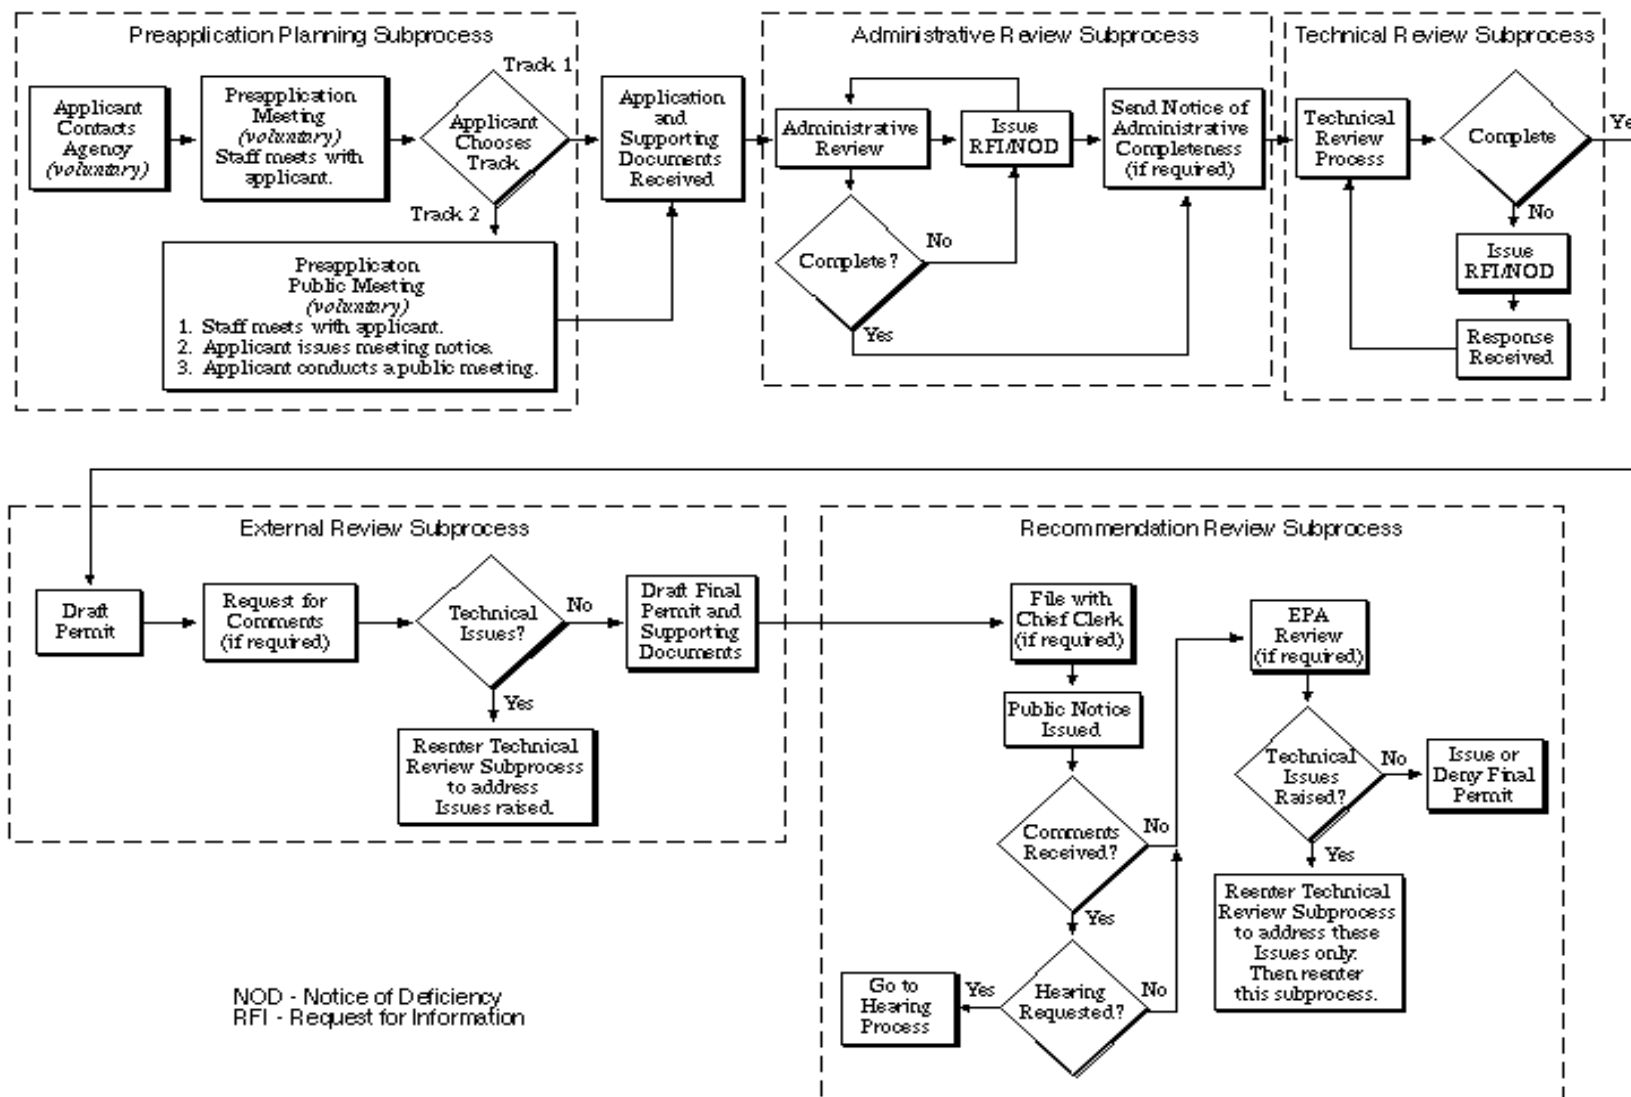 Preapplication Planning Subprocess
Applicant
Contacts
Agency
(voluntary)
Preapplication
Meeting
(voluntary)
Staff meets with
applicant.
Track 1
Applicant
Chooses
Track
Track 2
Preapplicaton
Public Meeting
(voluntary)
1. Staff meets with applicant.
2. Applicant issues meeting notice.
3. Applicant conducts a public meeting.
Application
and
Supporting
Documents
Received
Administrative Review Subprocess
Administrative
Review
Issue
RFI/NOD
Send Notice of
Administrative
Completeness
(if required)
Complete?
No
Yes
Technical Review Subprocess
Technical
Review
Process
Complete
Ye
No
Issue
RFI/NOD
Response
Received
External Review Subprocess
Draft
Permit
Request for
Comments
(if required)
Technical
Issues?
No
Draft Final
Permit and
Supporting
Documents
Yes
Reenter Technical
Review Subprocess
to address
Issues raised.
Recommendation Review Subprocess
File with
Chief Clerk
(if required)
Public Notice
Issued
Comments
Received?
No
Yes
Hearing
Requested?
No
Yes
Go to
Hearing
Process
EPA
Review
(if required)
Technical
Issues
Raised?
No
Issue or
Deny Final
Permit
Yes
Reenter Technical
Review Subprocess
to address these
Issues only.
Then reenter
this subprocess.
NOD - Notice of Deficiency
RFI - Request for Information